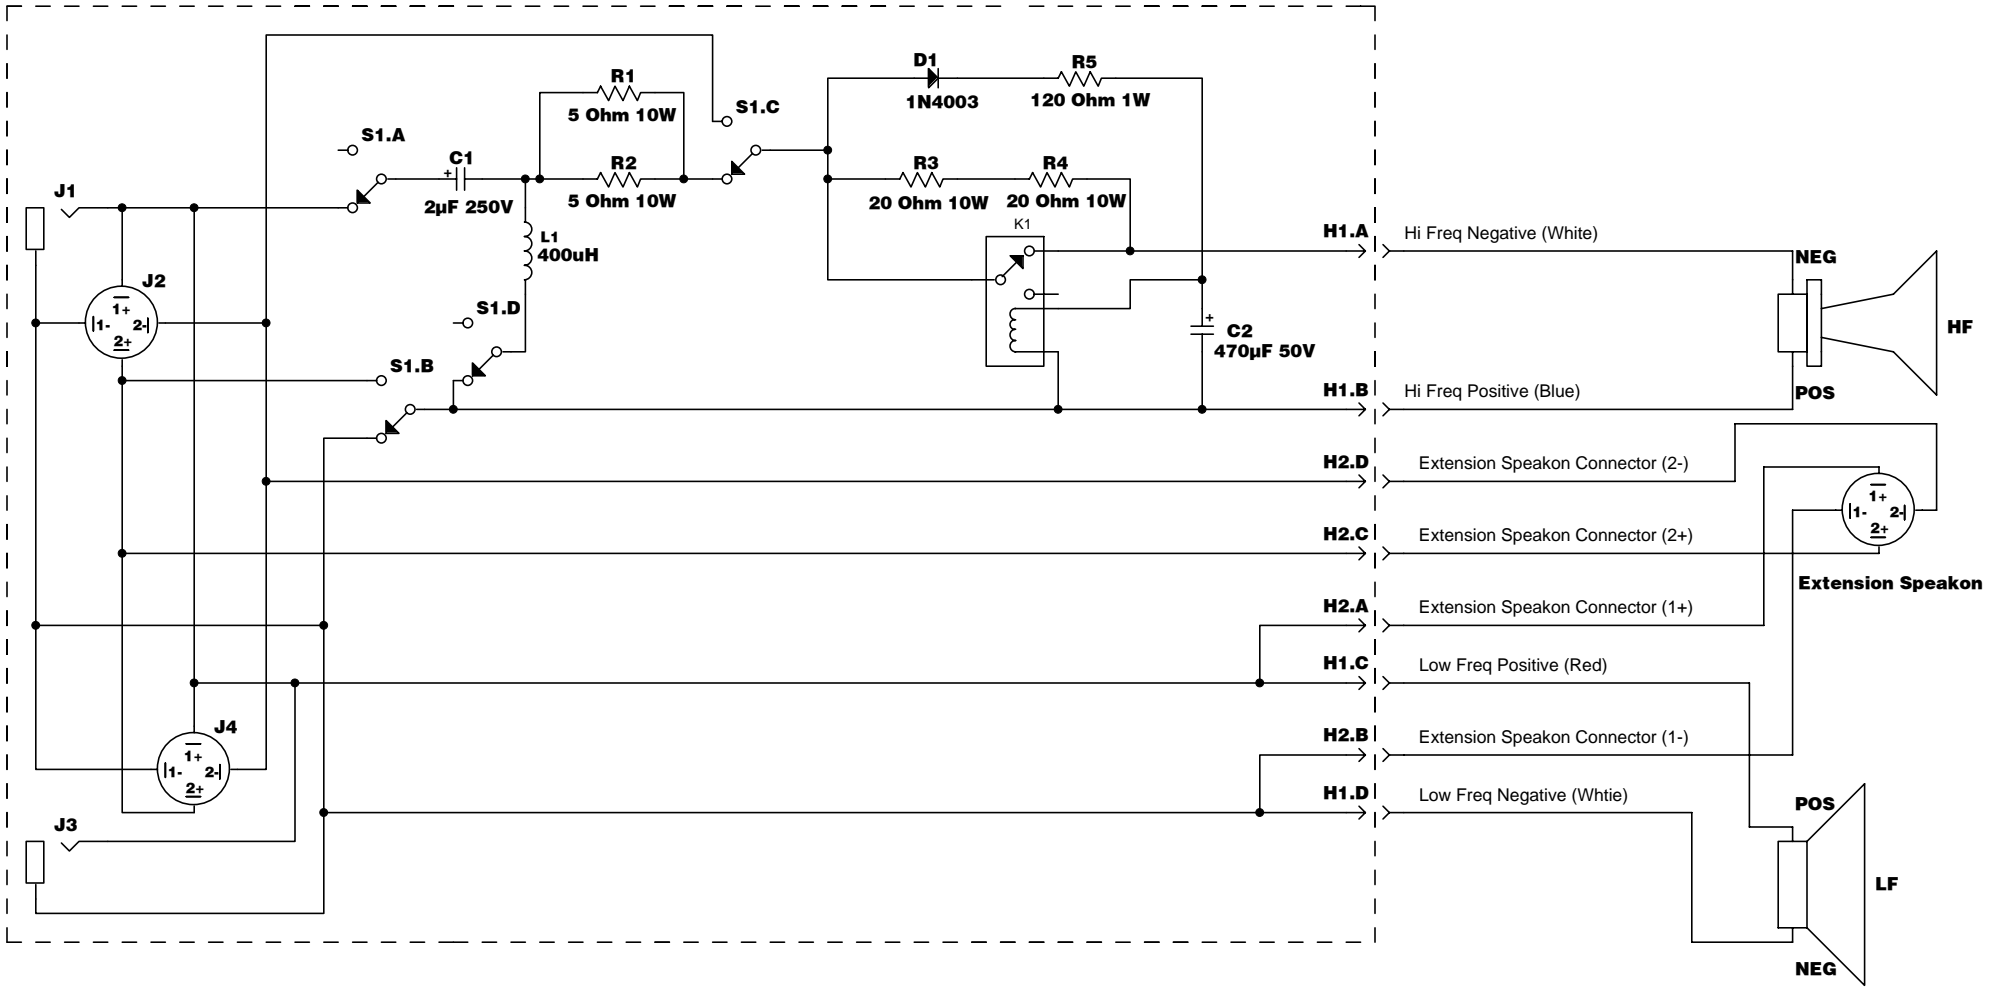 D1
R5
R1
1N4003
120 Ohm 1W
S1.C
5 Ohm 10W
S1.A
C1
R2
R3
R4
J1
2µF 250V
5 Ohm 10W
20 Ohm 10W
20 Ohm 10W
K1
L1
400uH
H1.A
Hi Freq Negative (White)
NEG
J2
1+
1-
2-
2+
S1.D
+
+
C2
470µF 50V
HF
S1.B
H1.B
Hi Freq Positive (Blue)
POS
H2.D
Extension Speakon Connector (2-)
1+
1-
2-
2+
H2.C
Extension Speakon Connector (2+)
Extension Speakon
H2.A
Extension Speakon Connector (1+)
H1.C
Low Freq Positive (Red)
J4
1+
1-
2-
2+
H2.B
Extension Speakon Connector (1-)
H1.D
Low Freq Negative (Whtie)
POS
J3
LF
NEG